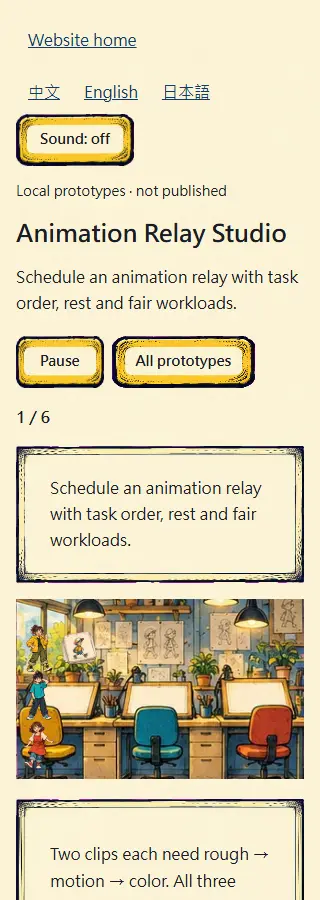 Website home
中文 English 日本語
Sound: off
Local prototypes · not published
Animation Relay Studio
Schedule an animation relay with task
order, rest and fair workloads.
Pause All prototypes
1 / 6
Schedule an animation relay
with task order, rest and fair
workloads.
Two clips each need rough →
motion → color. All three